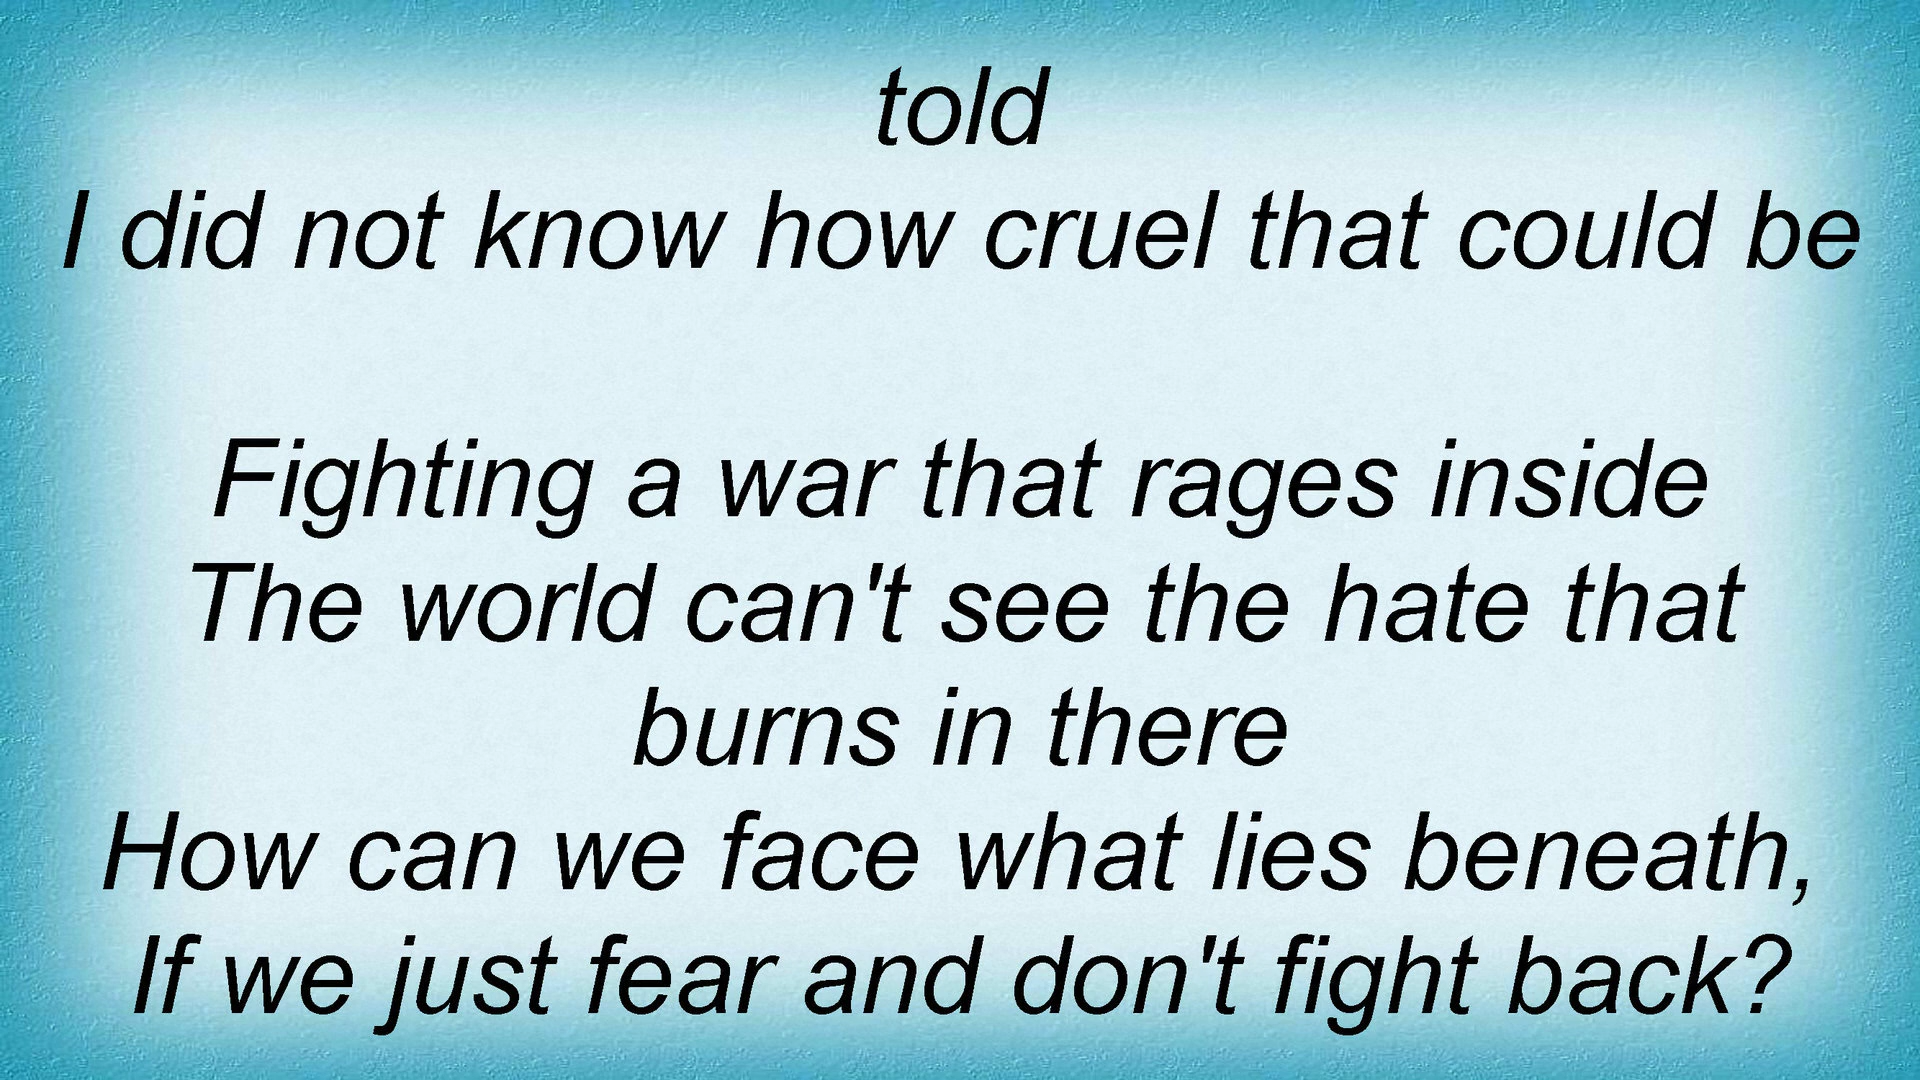 told
I did not know how cruel that could be
Fighting a war that rages inside
The world can't see the hate that
burns in there
How can we face what lies beneath,
If we just fear and don't fight back?